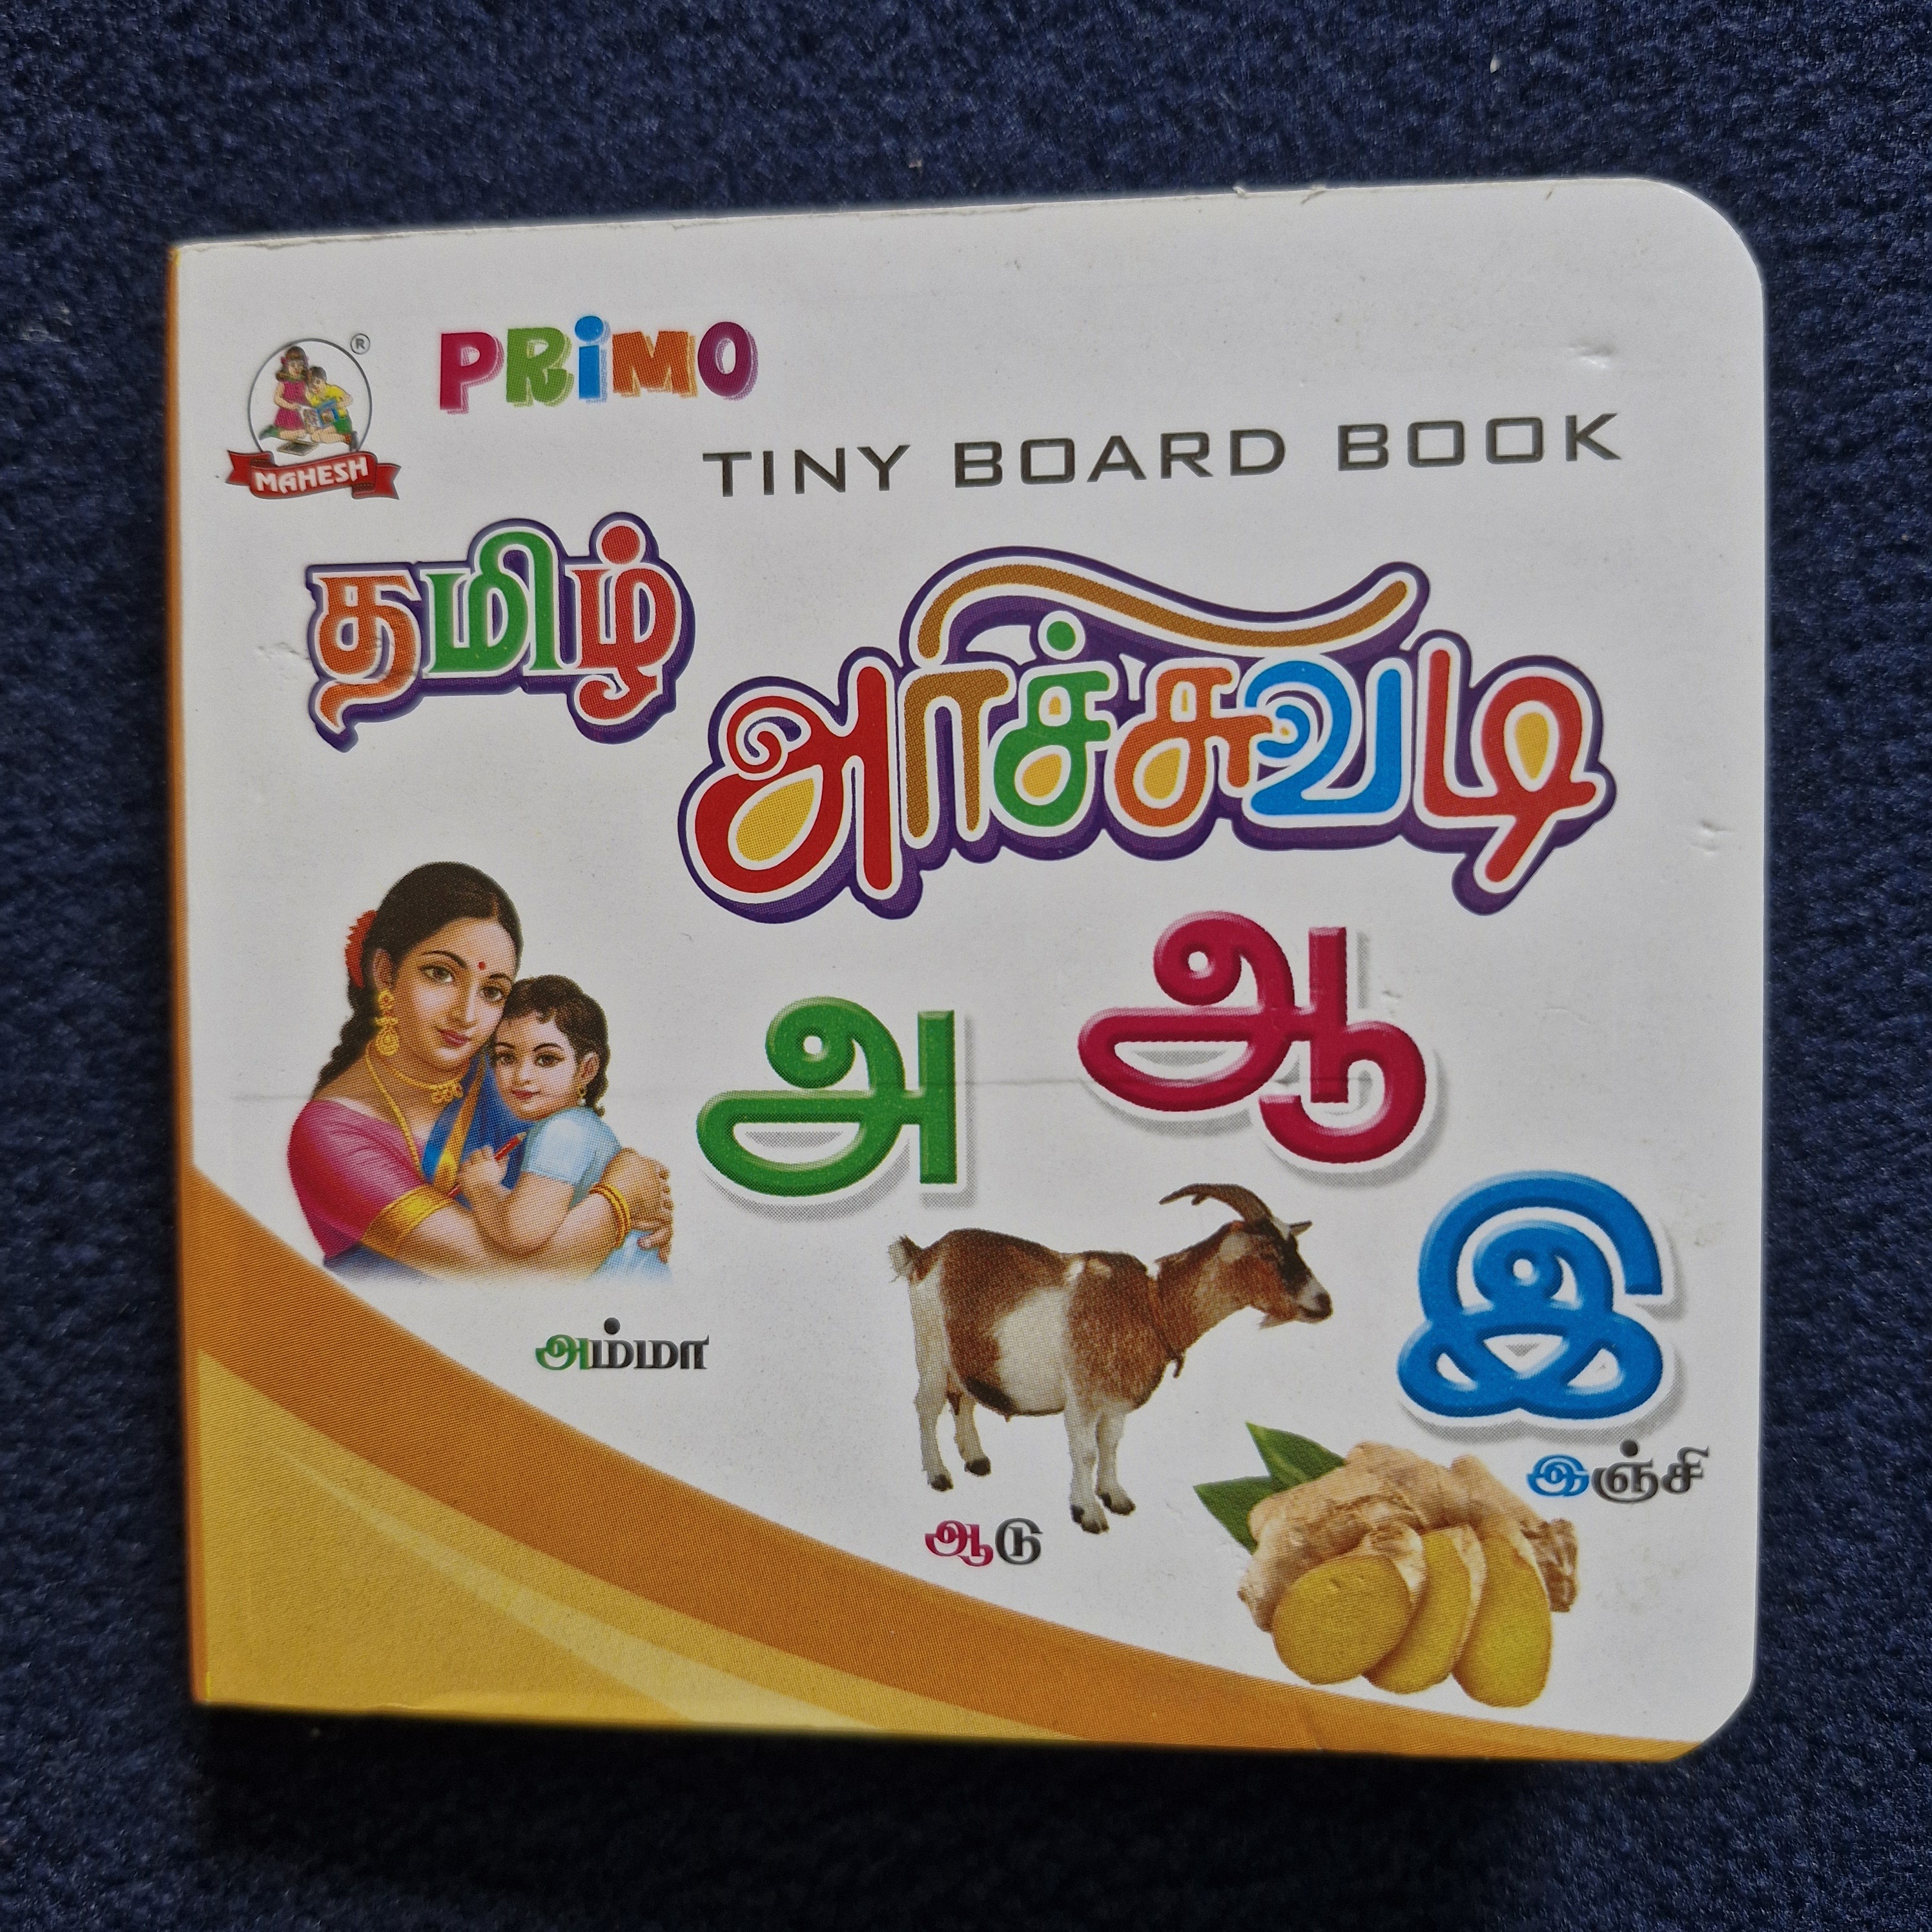 PRiMO
®
MAHESH
TINY BOARD BOOK
தமிழ்
அரிச்சுவடி
அ
ஆ
இ
அம்மா
ஆடு
இஞ்சி